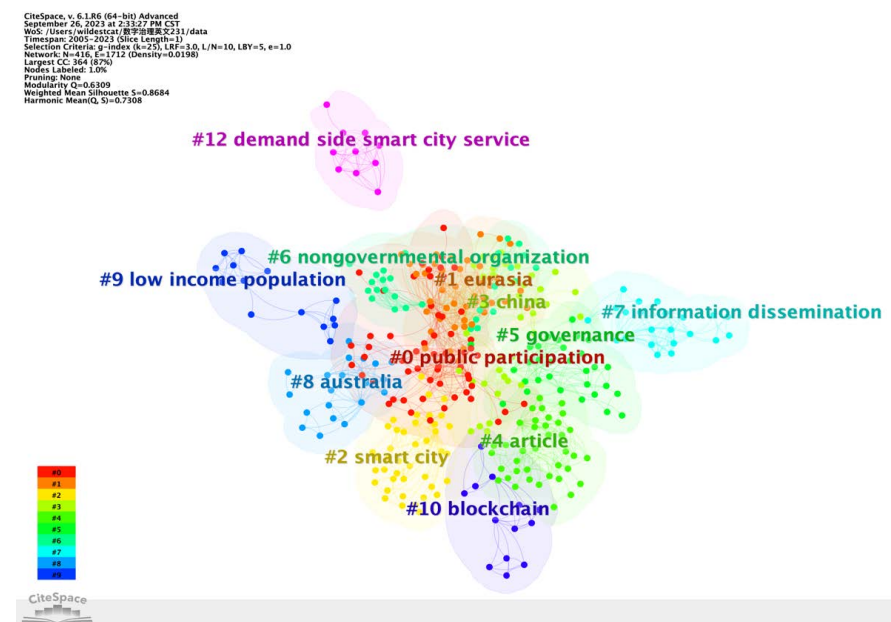 CiteSpace, v. 6.1.R6 (64-bit) Advanced
September 26, 2023 at 2:33:27 PM CST
WoS: /Users/wildestcat/数字治理英文231/data
Timespan: 2005-2023 (Slice Length=1)
Selection Criteria: g-index (k=25), LRF=3.0, L/N=10, LBY=5, e=1.0
Network: N=416, E=1712 (Density=0.0198)
Largest CC: 364 (87%)
Nodes Labeled: 1.0%
Pruning: None
Modularity Q=0.6309
Weighted Mean Silhouette S=0.8684
Harmonic Mean(Q, S)=0.7308
#12 demand side smart city service
#6 nongovernmental organization
#9 low income population
#1 eurasia
#3 china
#7 information dissemination
#5 governance
#0 public participation
#8 australia
#4 article
#2 smart city
#10 blockchain
#0
#1
#2
#3
#4
#5
#6
#7
#8
#9
CiteSpace